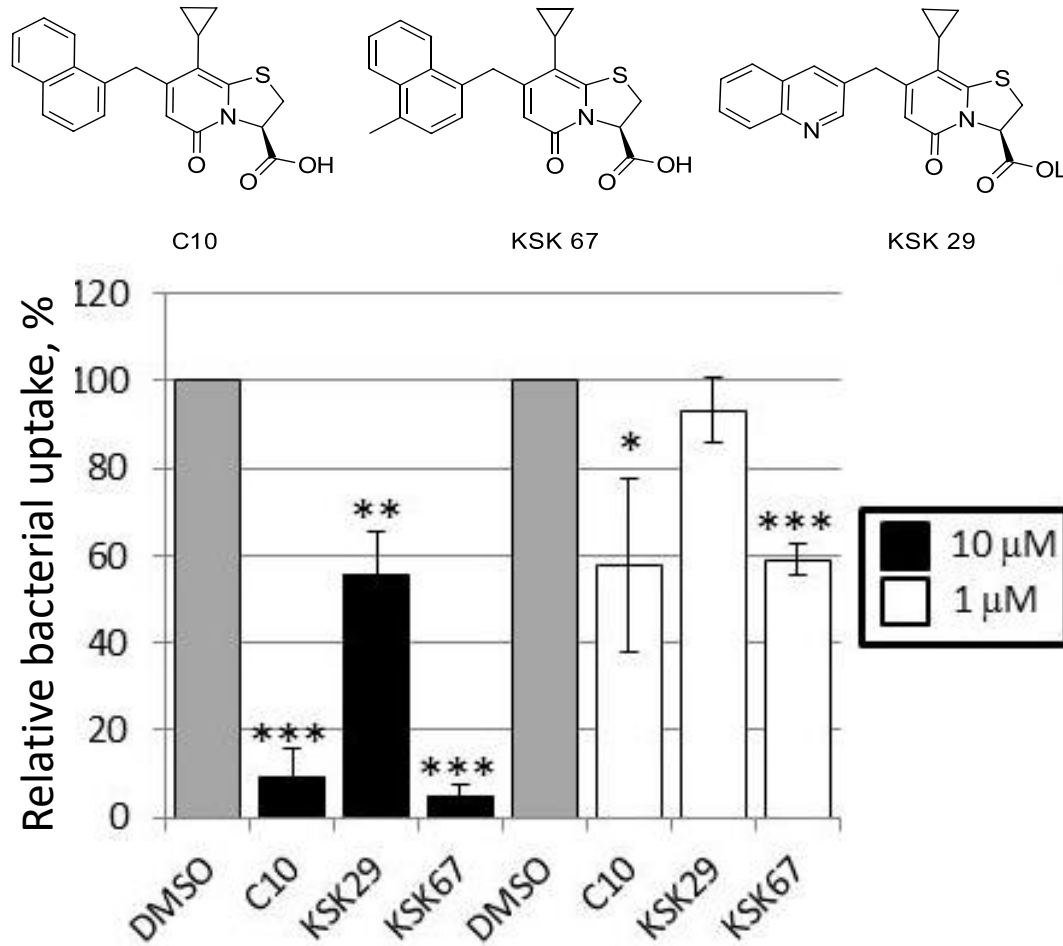 S
N
O
O
OH
C10
S
N
O
O
OH
KSK 67
S
N
N
O
O
OL
KSK 29
Relative bacterial uptake, %
120
100
80
60
40
20
0
***
**
***
*
***
DMSO
C10
KSK29
KSK67
DMSO
C10
KSK29
KSK67
10 μM
1 μM